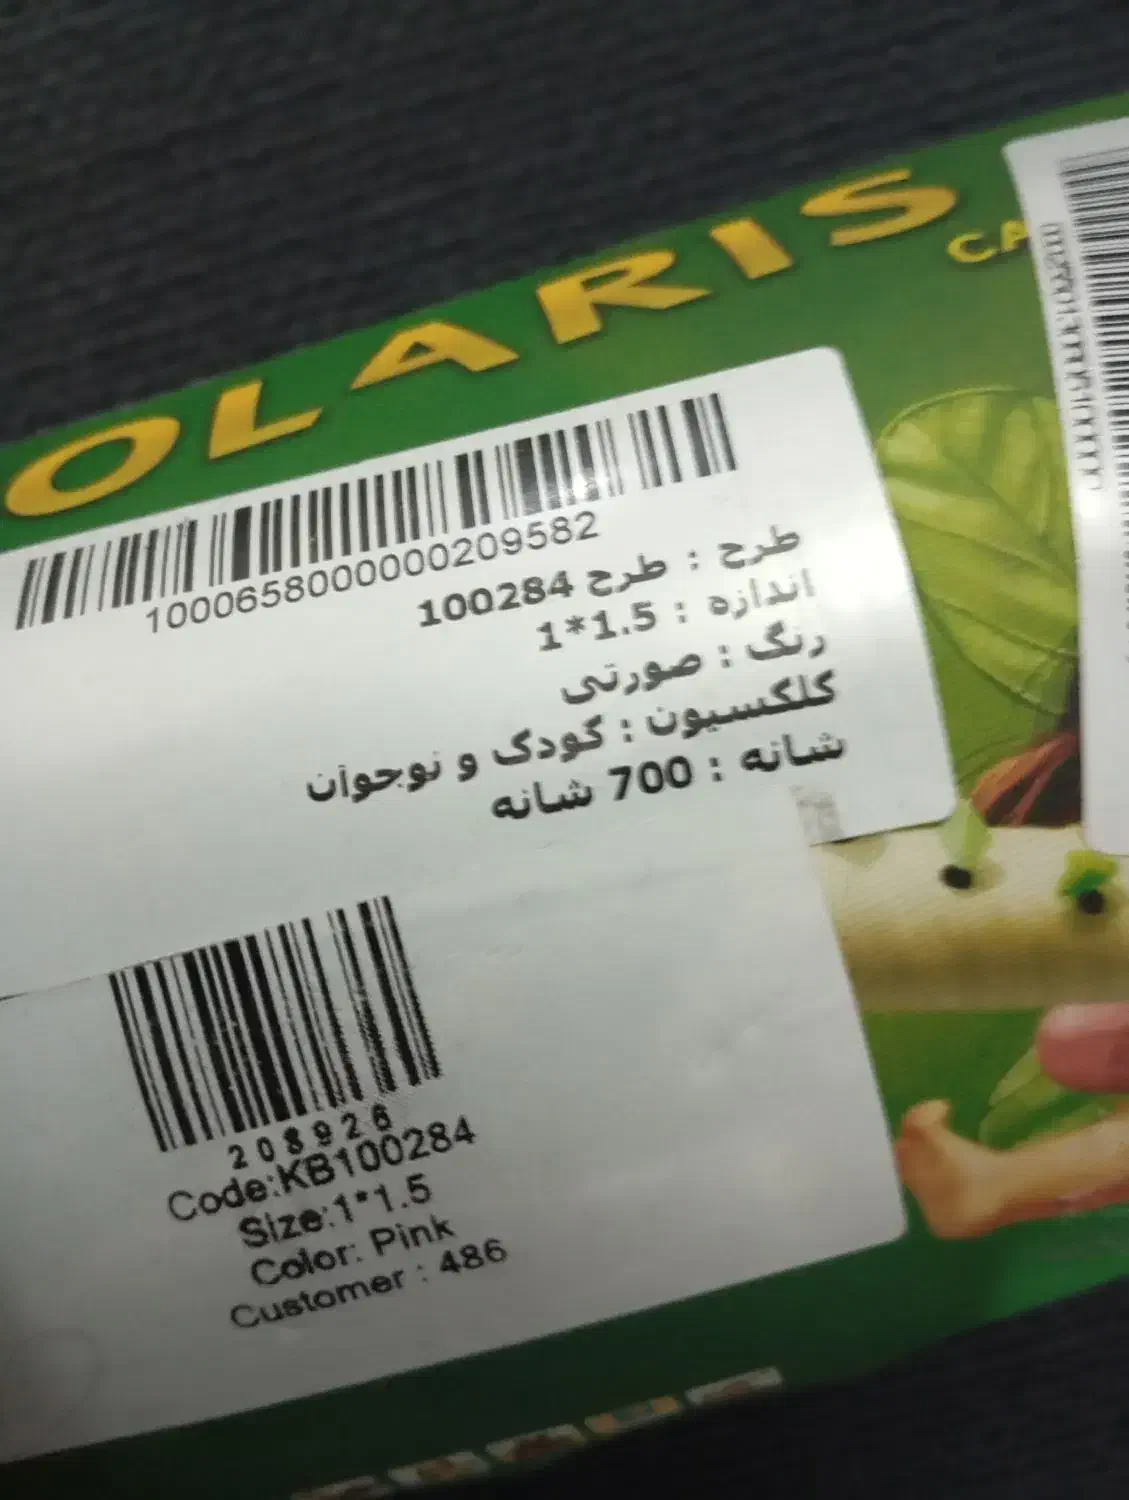 OLARIS
CA
1000658000000209582
طرح : طرح 100284
اندازه : 1.5*1
رنگ : صورتی
کلکسیون : کودک و نوجوان
شانه : 700 شانه
208926
Code:KB100284
Size:1*1.5
Color: Pink
Customer : 486